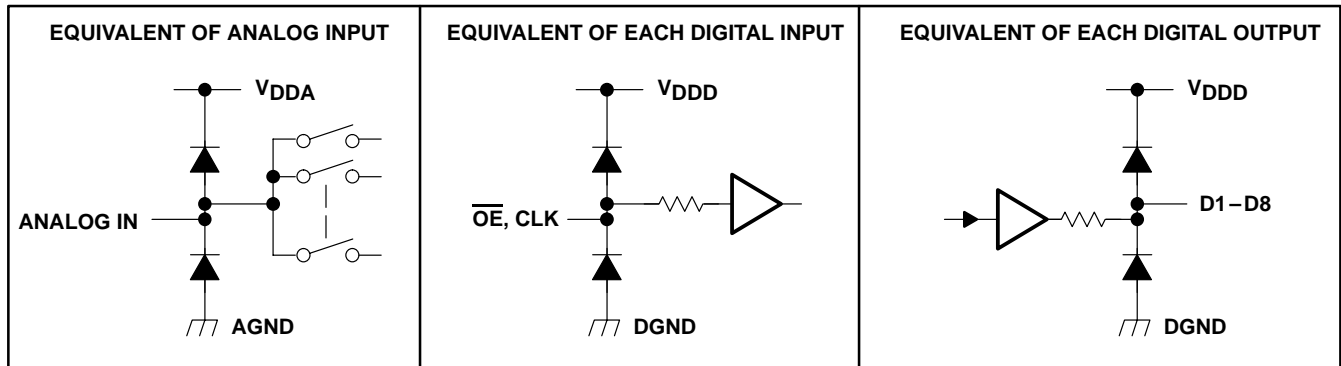 EQUIVALENT OF ANALOG INPUT
VDDA
ANALOG IN
AGND
EQUIVALENT OF EACH DIGITAL INPUT
VDDD
OE, CLK
DGND
EQUIVALENT OF EACH DIGITAL OUTPUT
VDDD
D1–D8
DGND